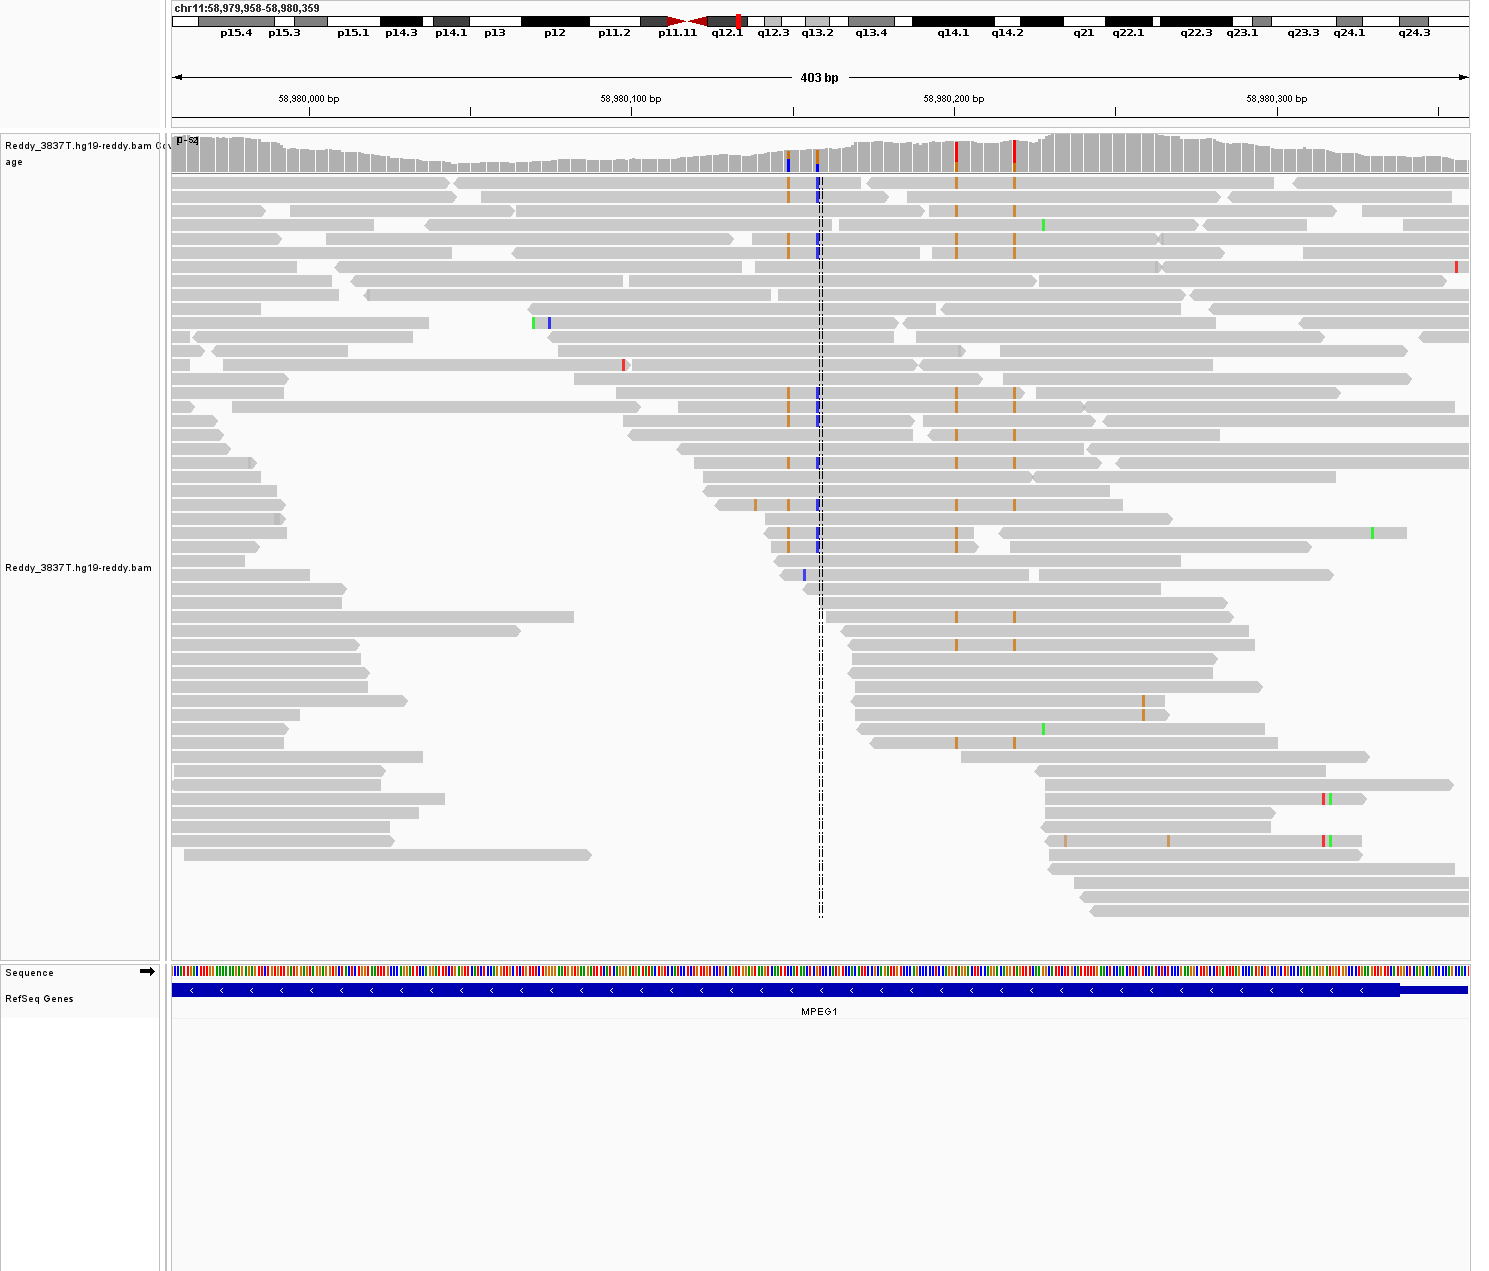 chr11:58,979,958-58,980,359
p15.4 p15.3 p15.1 p14.3 p14.1 p13 p12 p11.2 p11.11 q12.1 q12.3 q13.2 q13.4 q14.1 q14.2 q21 q22.1 q22.3 q23.1 q23.3 q24.1 q24.3
403 bp
58,980,000 bp 58,980,100 bp 58,980,200 bp 58,980,300 bp
Reddy_3837T.hg19-reddy.bam Cov
age
Reddy_3837T.hg19-reddy.bam
Sequence
RefSeq Genes
MPEG1